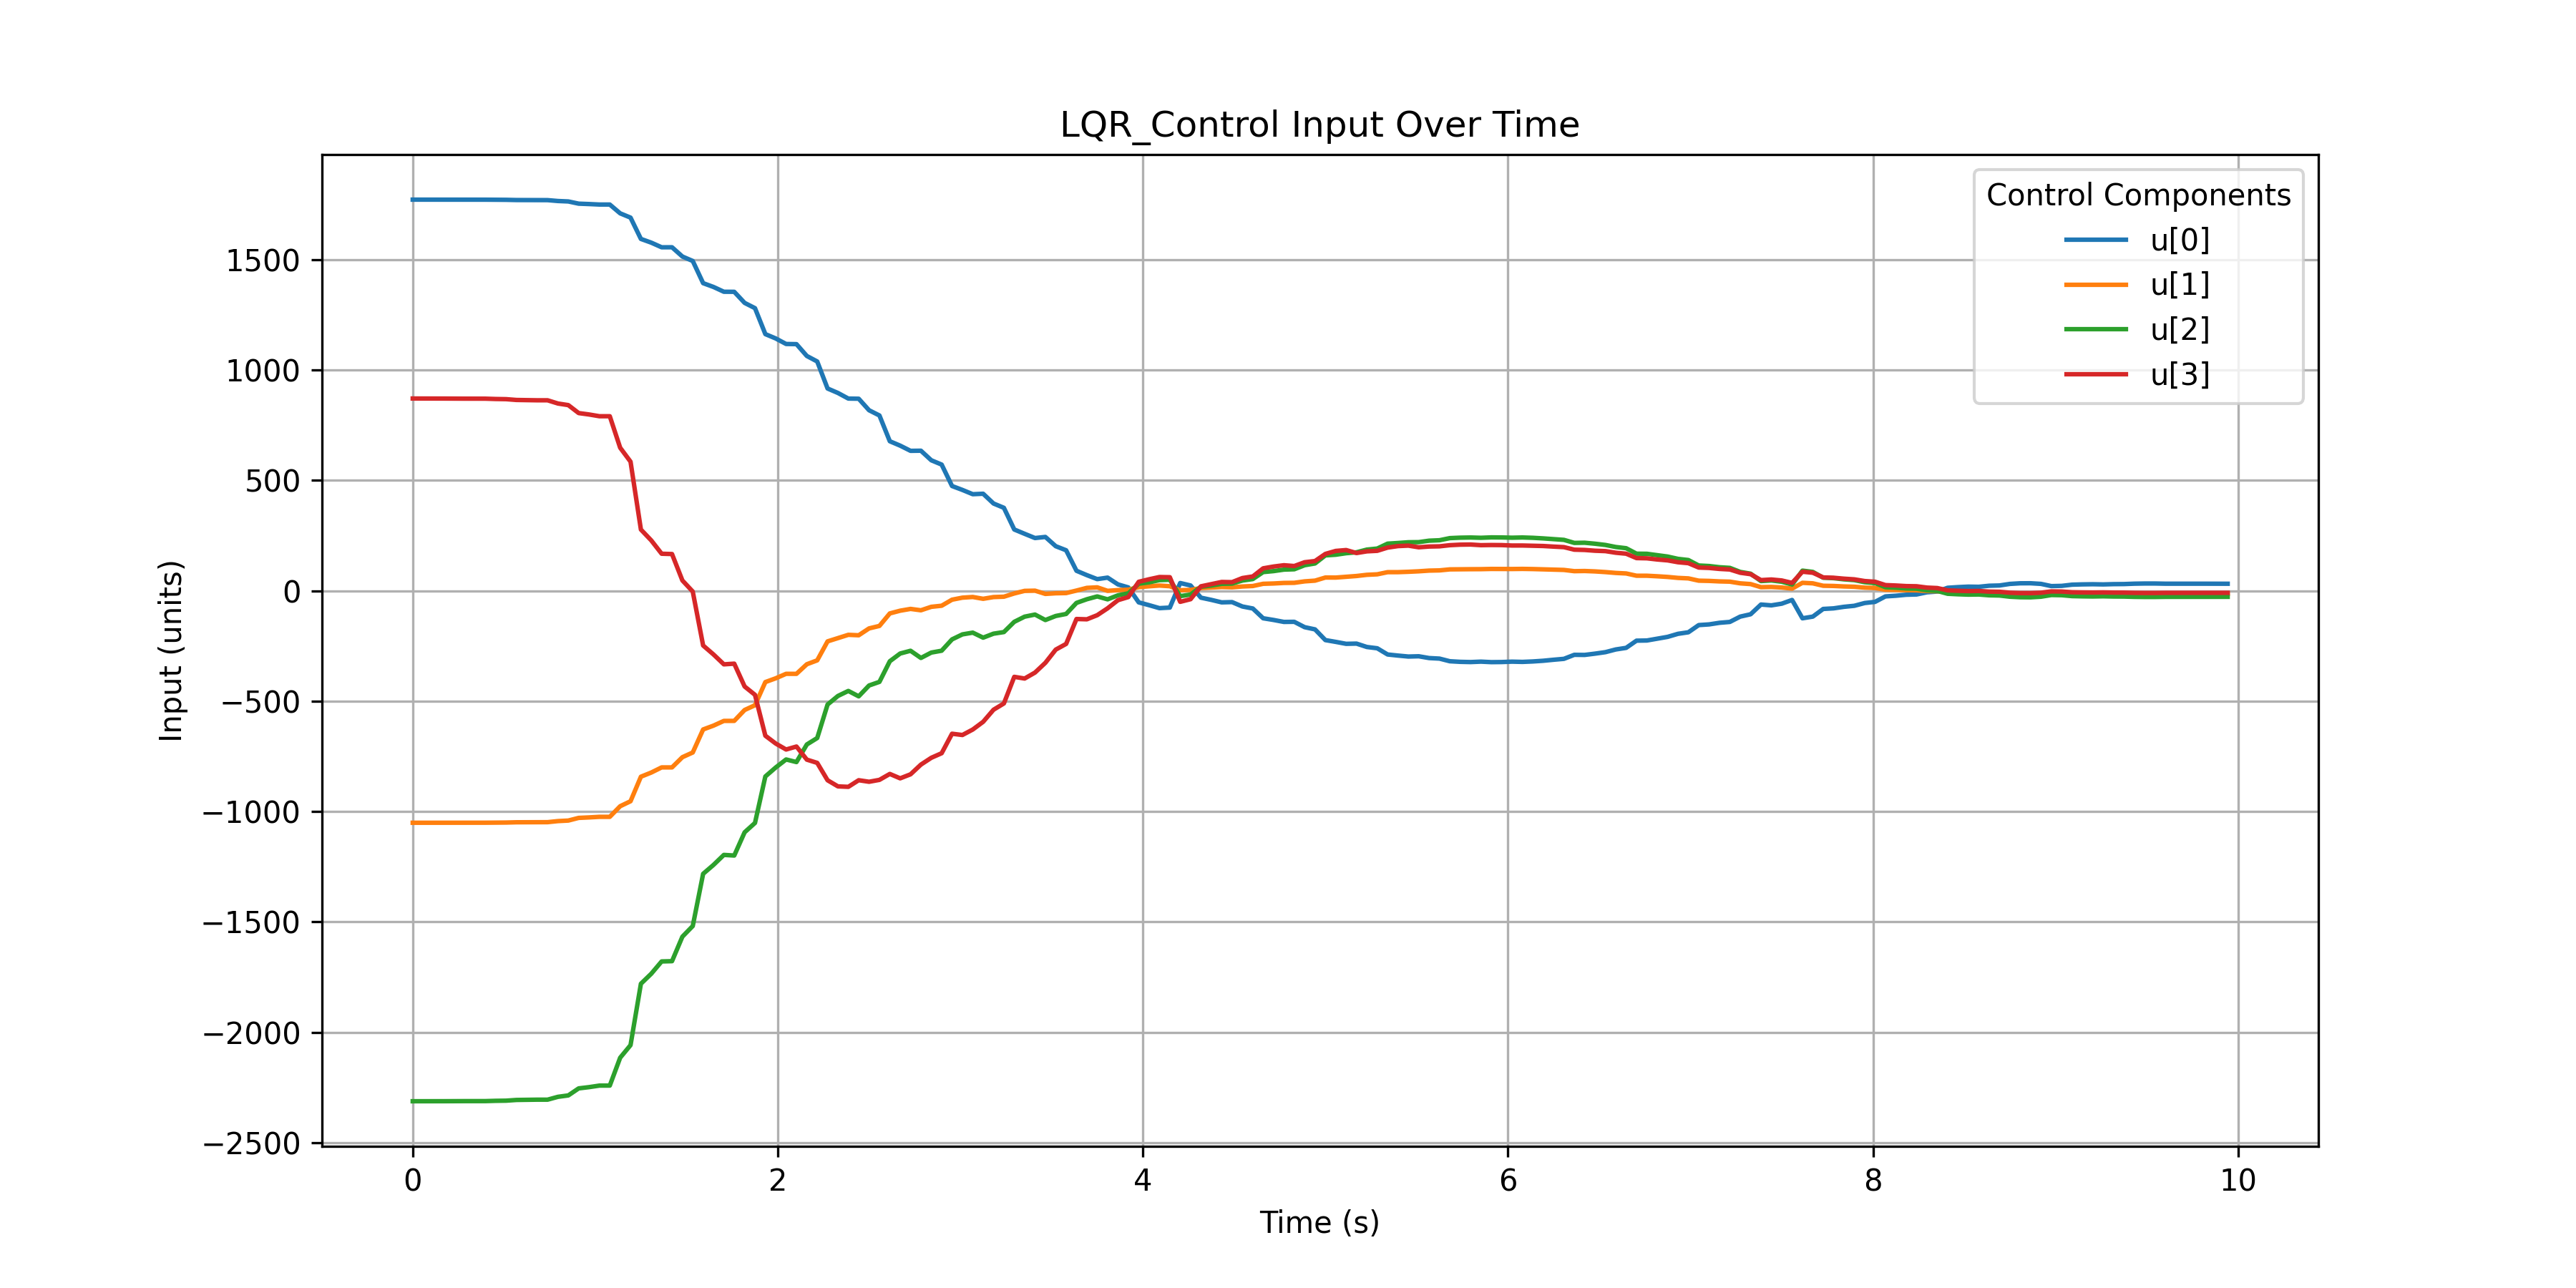 LQR_Control Input Over Time
Control Components
u[0]
u[1]
u[2]
u[3]
Input (units)
1500
1000
500
0
−500
−1000
−1500
−2000
−2500
0 2 4 6 8 10
Time (s)